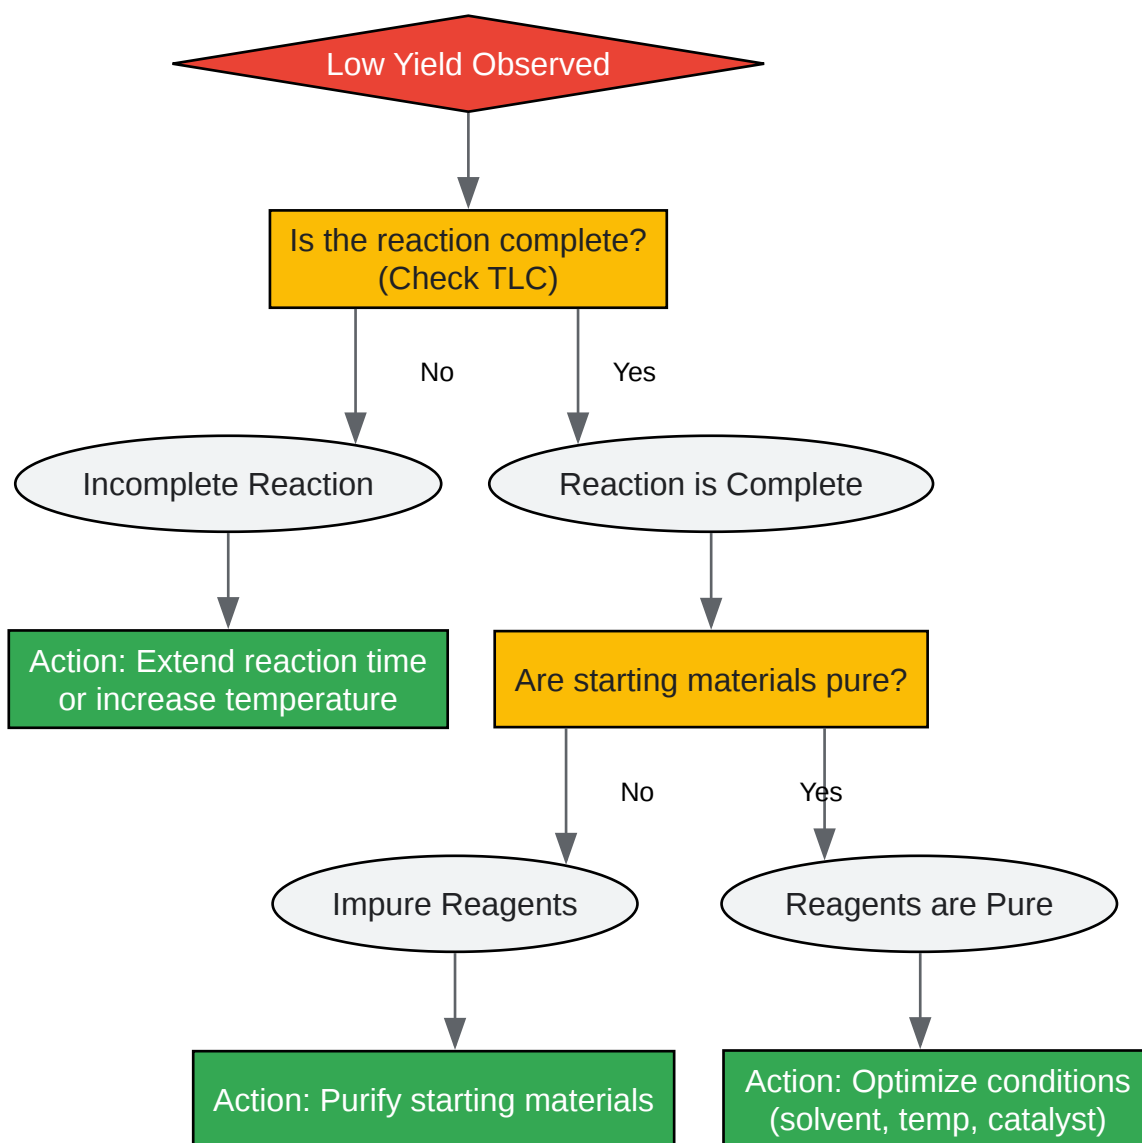 Low Yield Observed
Is the reaction complete?
(Check TLC)
No
Yes
Incomplete Reaction
Reaction is Complete
Action: Extend reaction time
or increase temperature
Are starting materials pure?
No
Yes
Impure Reagents
Reagents are Pure
Action: Purify starting materials
Action: Optimize conditions
(solvent, temp, catalyst)